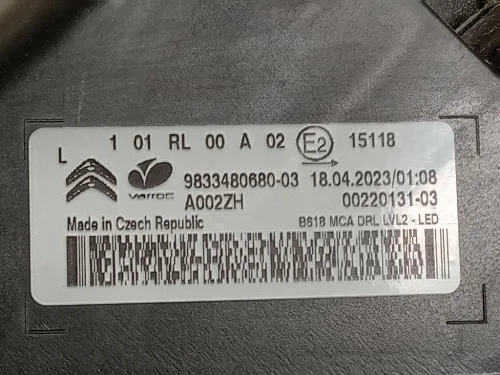 L 1 01 RL 00 A 02 E2 15118
varroc
9833480680-03 18.04.2023/01:08
A002ZH 00220131-03
Made in Czech Republic B618 MCA DRL LVL2 - LED